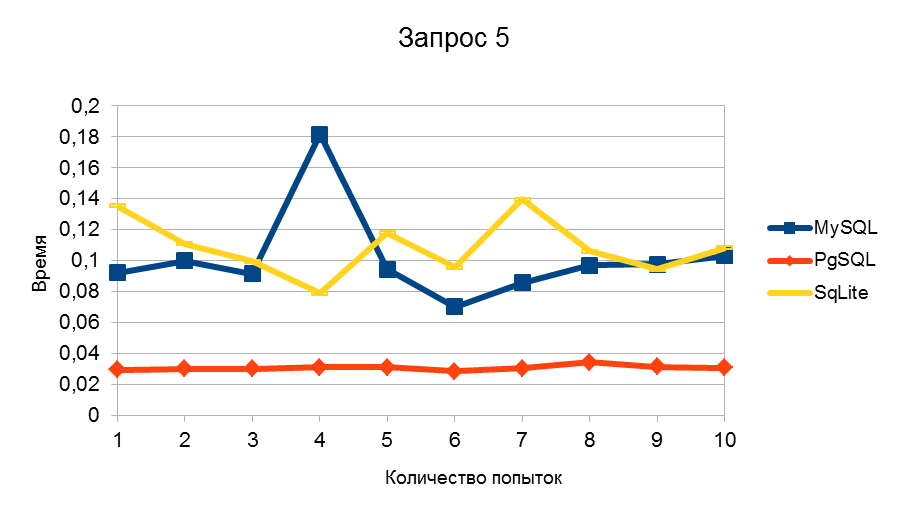 Запрос 5
0,2
0,18
0,16
0,14
0,12
0,1
0,08
0,06
0,04
0,02
0
Время
1 2 3 4 5 6 7 8 9 10
Количество попыток
MySQL
PgSQL
SqLite